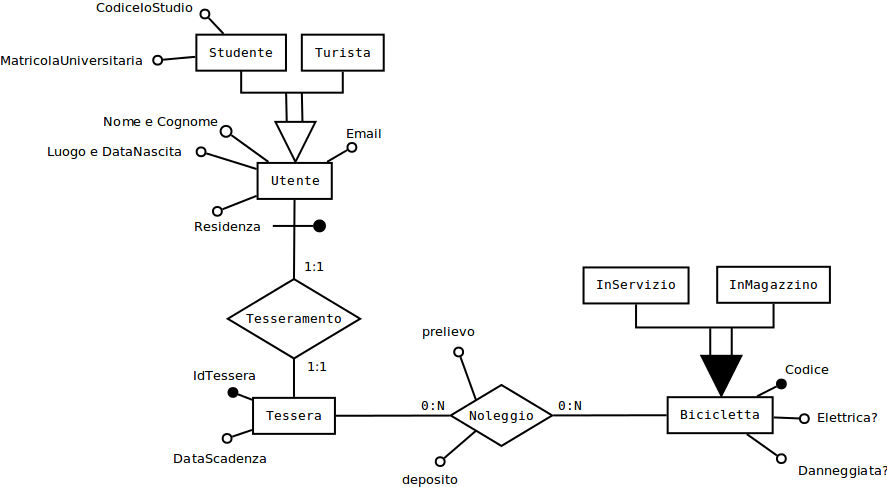 CodiceIoStudio
Studente
Turista
MatricolaUniversitaria
Nome e Cognome
Email
Luogo e DataNascita
Utente
Residenza
1:1
InServizio
InMagazzino
Tesseramento
prelievo
1:1
IdTessera
Codice
0:N
0:N
Tessera
Noleggio
Bicicletta
Elettrica?
DataScadenza
deposito
Danneggiata?